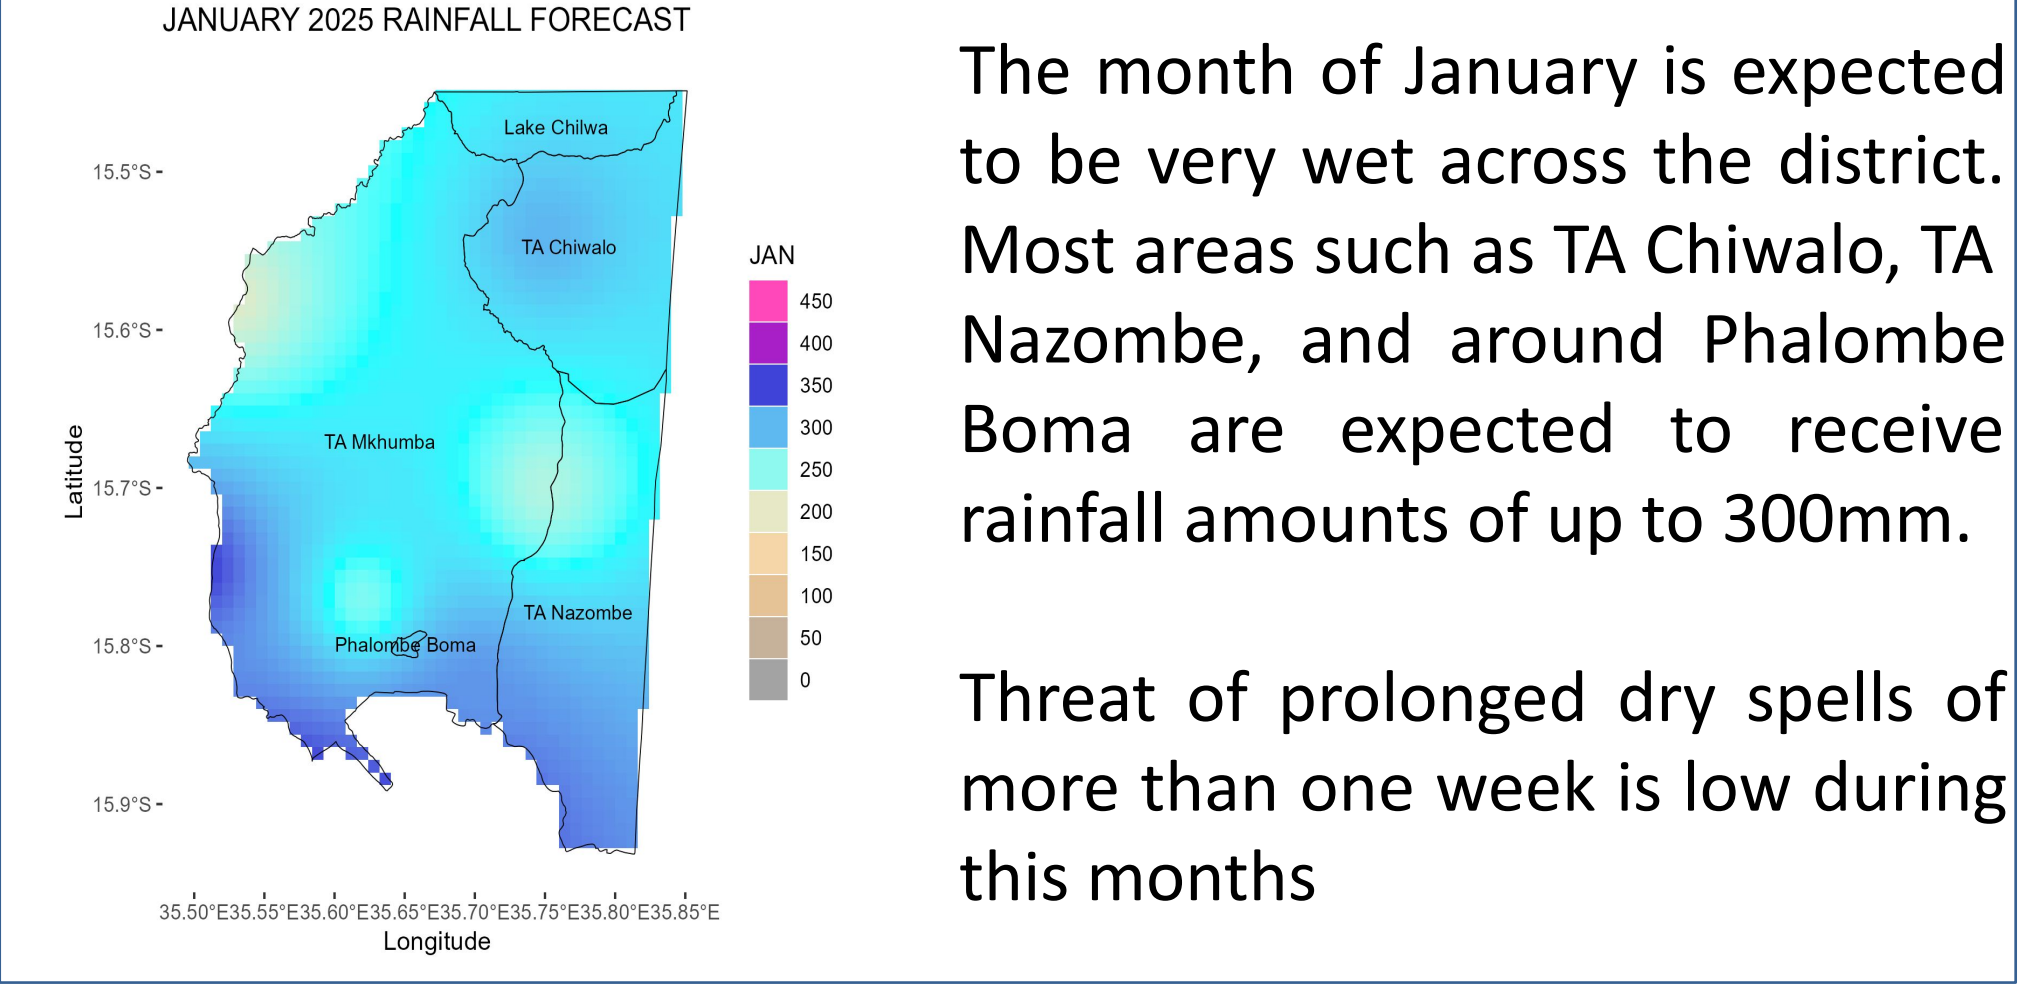 JANUARY 2025 RAINFALL FORECAST
Lake Chilwa
TA Chiwalo
TA Mkhumba
TA Nazombe
Phalombe Boma
Latitude
15.5°S
15.6°S
15.7°S
15.8°S
15.9°S
35.50°E35.55°E35.60°E35.65°E35.70°E35.75°E35.80°E35.85°E
Longitude
JAN
450
400
350
300
250
200
150
100
50
0
The month of January is expected
to be very wet across the district.
Most areas such as TA Chiwalo, TA
Nazombe, and around Phalombe
Boma are expected to receive
rainfall amounts of up to 300mm.
Threat of prolonged dry spells of
more than one week is low during
this months